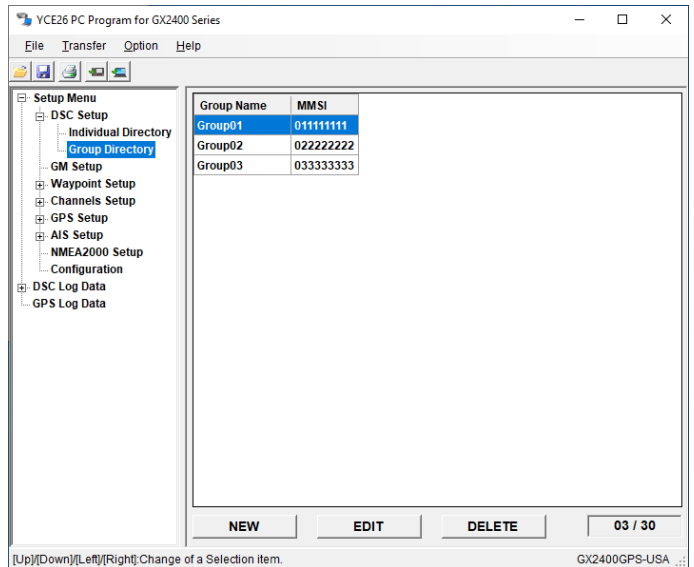 YCE26 PC Program for GX2400 Series
File Transfer Option Help
Setup Menu
DSC Setup
Individual Directory
Group Directory
GM Setup
Waypoint Setup
Channels Setup
GPS Setup
AIS Setup
NMEA2000 Setup
Configuration
DSC Log Data
GPS Log Data
Group Name MMSI
Group01 011111111
Group02 022222222
Group03 033333333
NEW EDIT DELETE 03 / 30
[Up]/[Down]/[Left]/[Right]:Change of a Selection item. GX2400GPS-USA